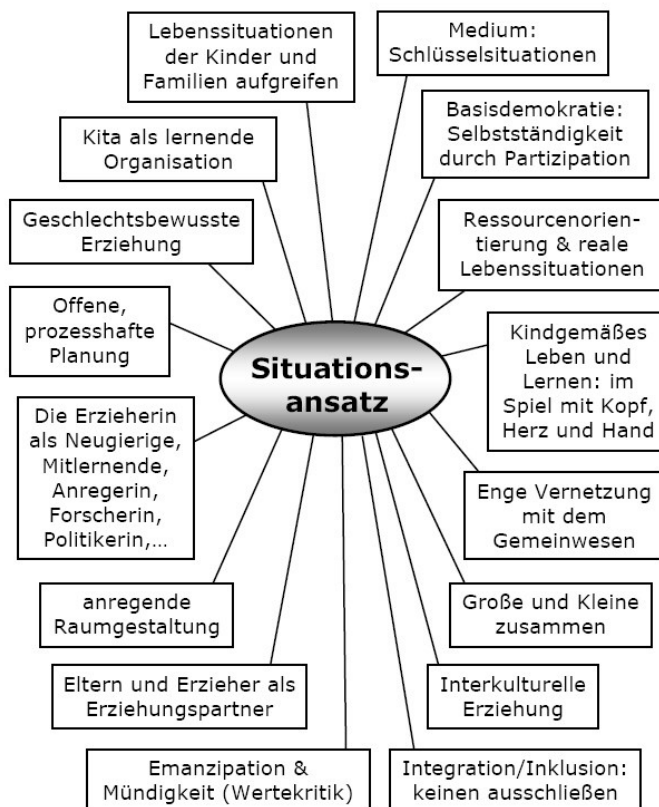 Lebenssituationen
der Kinder und
Familien aufgreifen
Medium:
Schlüsselsituationen
Basisdemokratie:
Selbstständigkeit
durch Partizipation
Kita als lernende
Organisation
Geschlechtsbewusste
Erziehung
Ressourcenorien-
tierung & reale
Lebenssituationen
Offene,
prozesshafte
Planung
Situations-
ansatz
Kindgemäßes
Leben und
Lernen: im
Spiel mit Kopf,
Herz und Hand
Die Erzieherin
als Neugierige,
Mitlernende,
Anregerin,
Forscherin,
Politikerin,...
Enge Vernetzung
mit dem
Gemeinwesen
anregende
Raumgestaltung
Große und Kleine
zusammen
Eltern und Erzieher als
Erziehungspartner
Interkulturelle
Erziehung
Emanzipation &
Mündigkeit (Wertekritik)
Integration/Inklusion:
keinen ausschließen